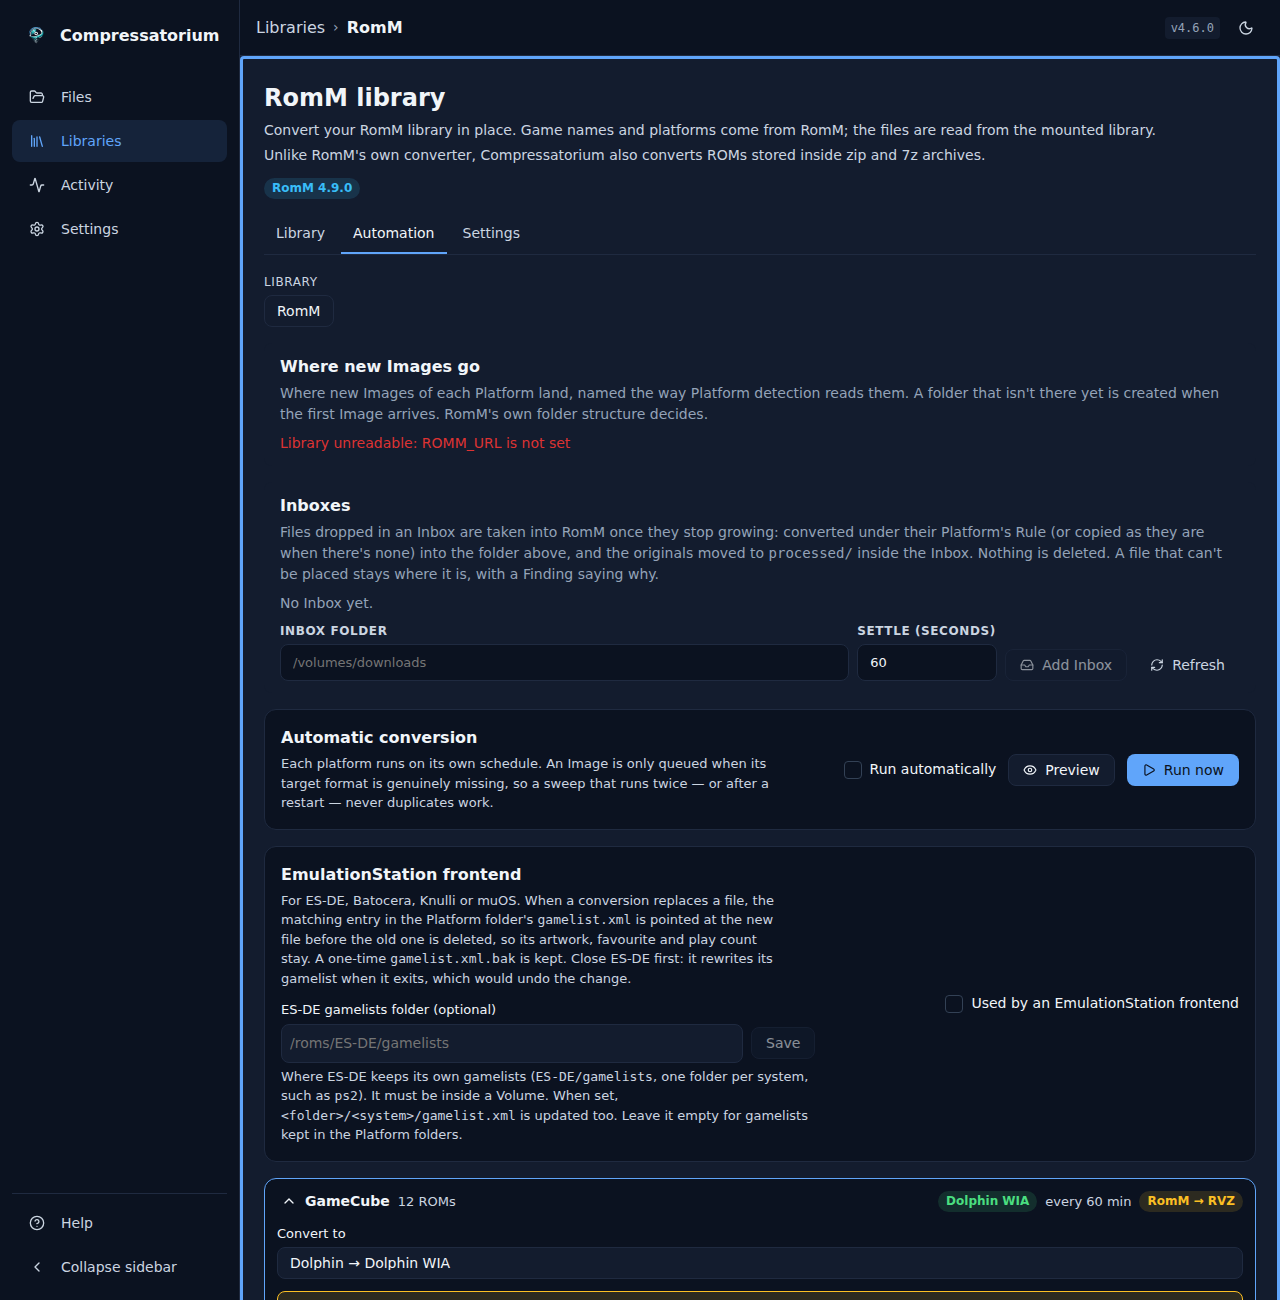 Compressatorium
Libraries › RomM
v4.6.0
Files
Libraries
Activity
Settings
RomM library
Convert your RomM library in place. Game names and platforms come from RomM; the files are read from the mounted library.
Unlike RomM's own converter, Compressatorium also converts ROMs stored inside zip and 7z archives.
RomM 4.9.0
Library
Automation
Settings
LIBRARY
RomM
Where new Images go
Where new Images of each Platform land, named the way Platform detection reads them. A folder that isn't there yet is created when
the first Image arrives. RomM's own folder structure decides.
Library unreadable: ROMM_URL is not set
Inboxes
Files dropped in an Inbox are taken into RomM once they stop growing: converted under their Platform's Rule (or copied as they are
when there's none) into the folder above, and the originals moved to processed/ inside the Inbox. Nothing is deleted. A file that can't
be placed stays where it is, with a Finding saying why.
No Inbox yet.
INBOX FOLDER
SETTLE (SECONDS)
/volumes/downloads
60
Add Inbox
Refresh
Automatic conversion
Each platform runs on its own schedule. An Image is only queued when its
target format is genuinely missing, so a sweep that runs twice — or after a
restart — never duplicates work.
Run automatically
Preview
Run now
EmulationStation frontend
For ES-DE, Batocera, Knulli or muOS. When a conversion replaces a file, the
matching entry in the Platform folder's gamelist.xml is pointed at the new
file before the old one is deleted, so its artwork, favourite and play count
stay. A one-time gamelist.xml.bak is kept. Close ES-DE first: it rewrites its
gamelist when it exits, which would undo the change.
ES-DE gamelists folder (optional)
/roms/ES-DE/gamelists
Save
Where ES-DE keeps its own gamelists (ES-DE/gamelists, one folder per system,
such as ps2). It must be inside a Volume. When set,
<folder>/<system>/gamelist.xml is updated too. Leave it empty for gamelists
kept in the Platform folders.
Used by an EmulationStation frontend
GameCube 12 ROMs
Dolphin WIA
every 60 min
RomM → RVZ
Convert to
Dolphin → Dolphin WIA
Help
Collapse sidebar